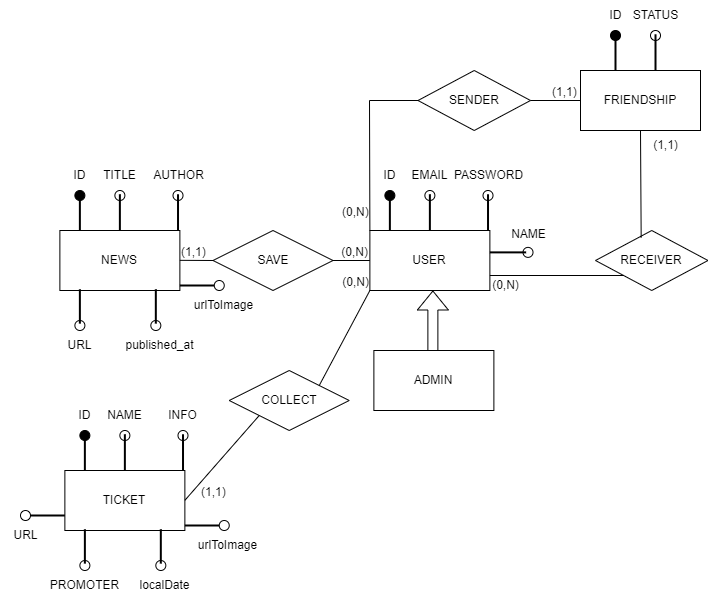 ID STATUS
SENDER
(1,1)
FRIENDSHIP
(1,1)
ID TITLE AUTHOR
ID EMAIL PASSWORD
(0,N)
NAME
NEWS
(1,1)
SAVE
(0,N)
USER
RECEIVER
(0,N)
(0,N)
urlToImage
URL
published_at
ADMIN
COLLECT
ID NAME INFO
(1,1)
TICKET
URL
urlToImage
PROMOTER
localDate